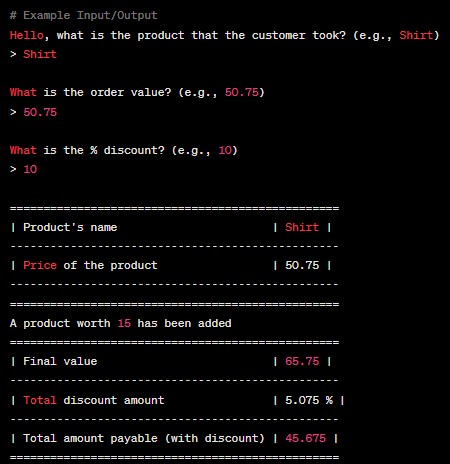 # Example Input/Output
Hello, what is the product that the customer took? (e.g., Shirt)
> Shirt
What is the order value? (e.g., 50.75)
> 50.75
What is the % discount? (e.g., 10)
> 10
=================================================
| Product's name | Shirt |
-------------------------------------------------
| Price of the product | 50.75 |
-------------------------------------------------
=================================================
A product worth 15 has been added
=================================================
| Final value | 65.75 |
-------------------------------------------------
| Total discount amount | 5.075 % |
-------------------------------------------------
| Total amount payable (with discount) | 45.675 |
=================================================